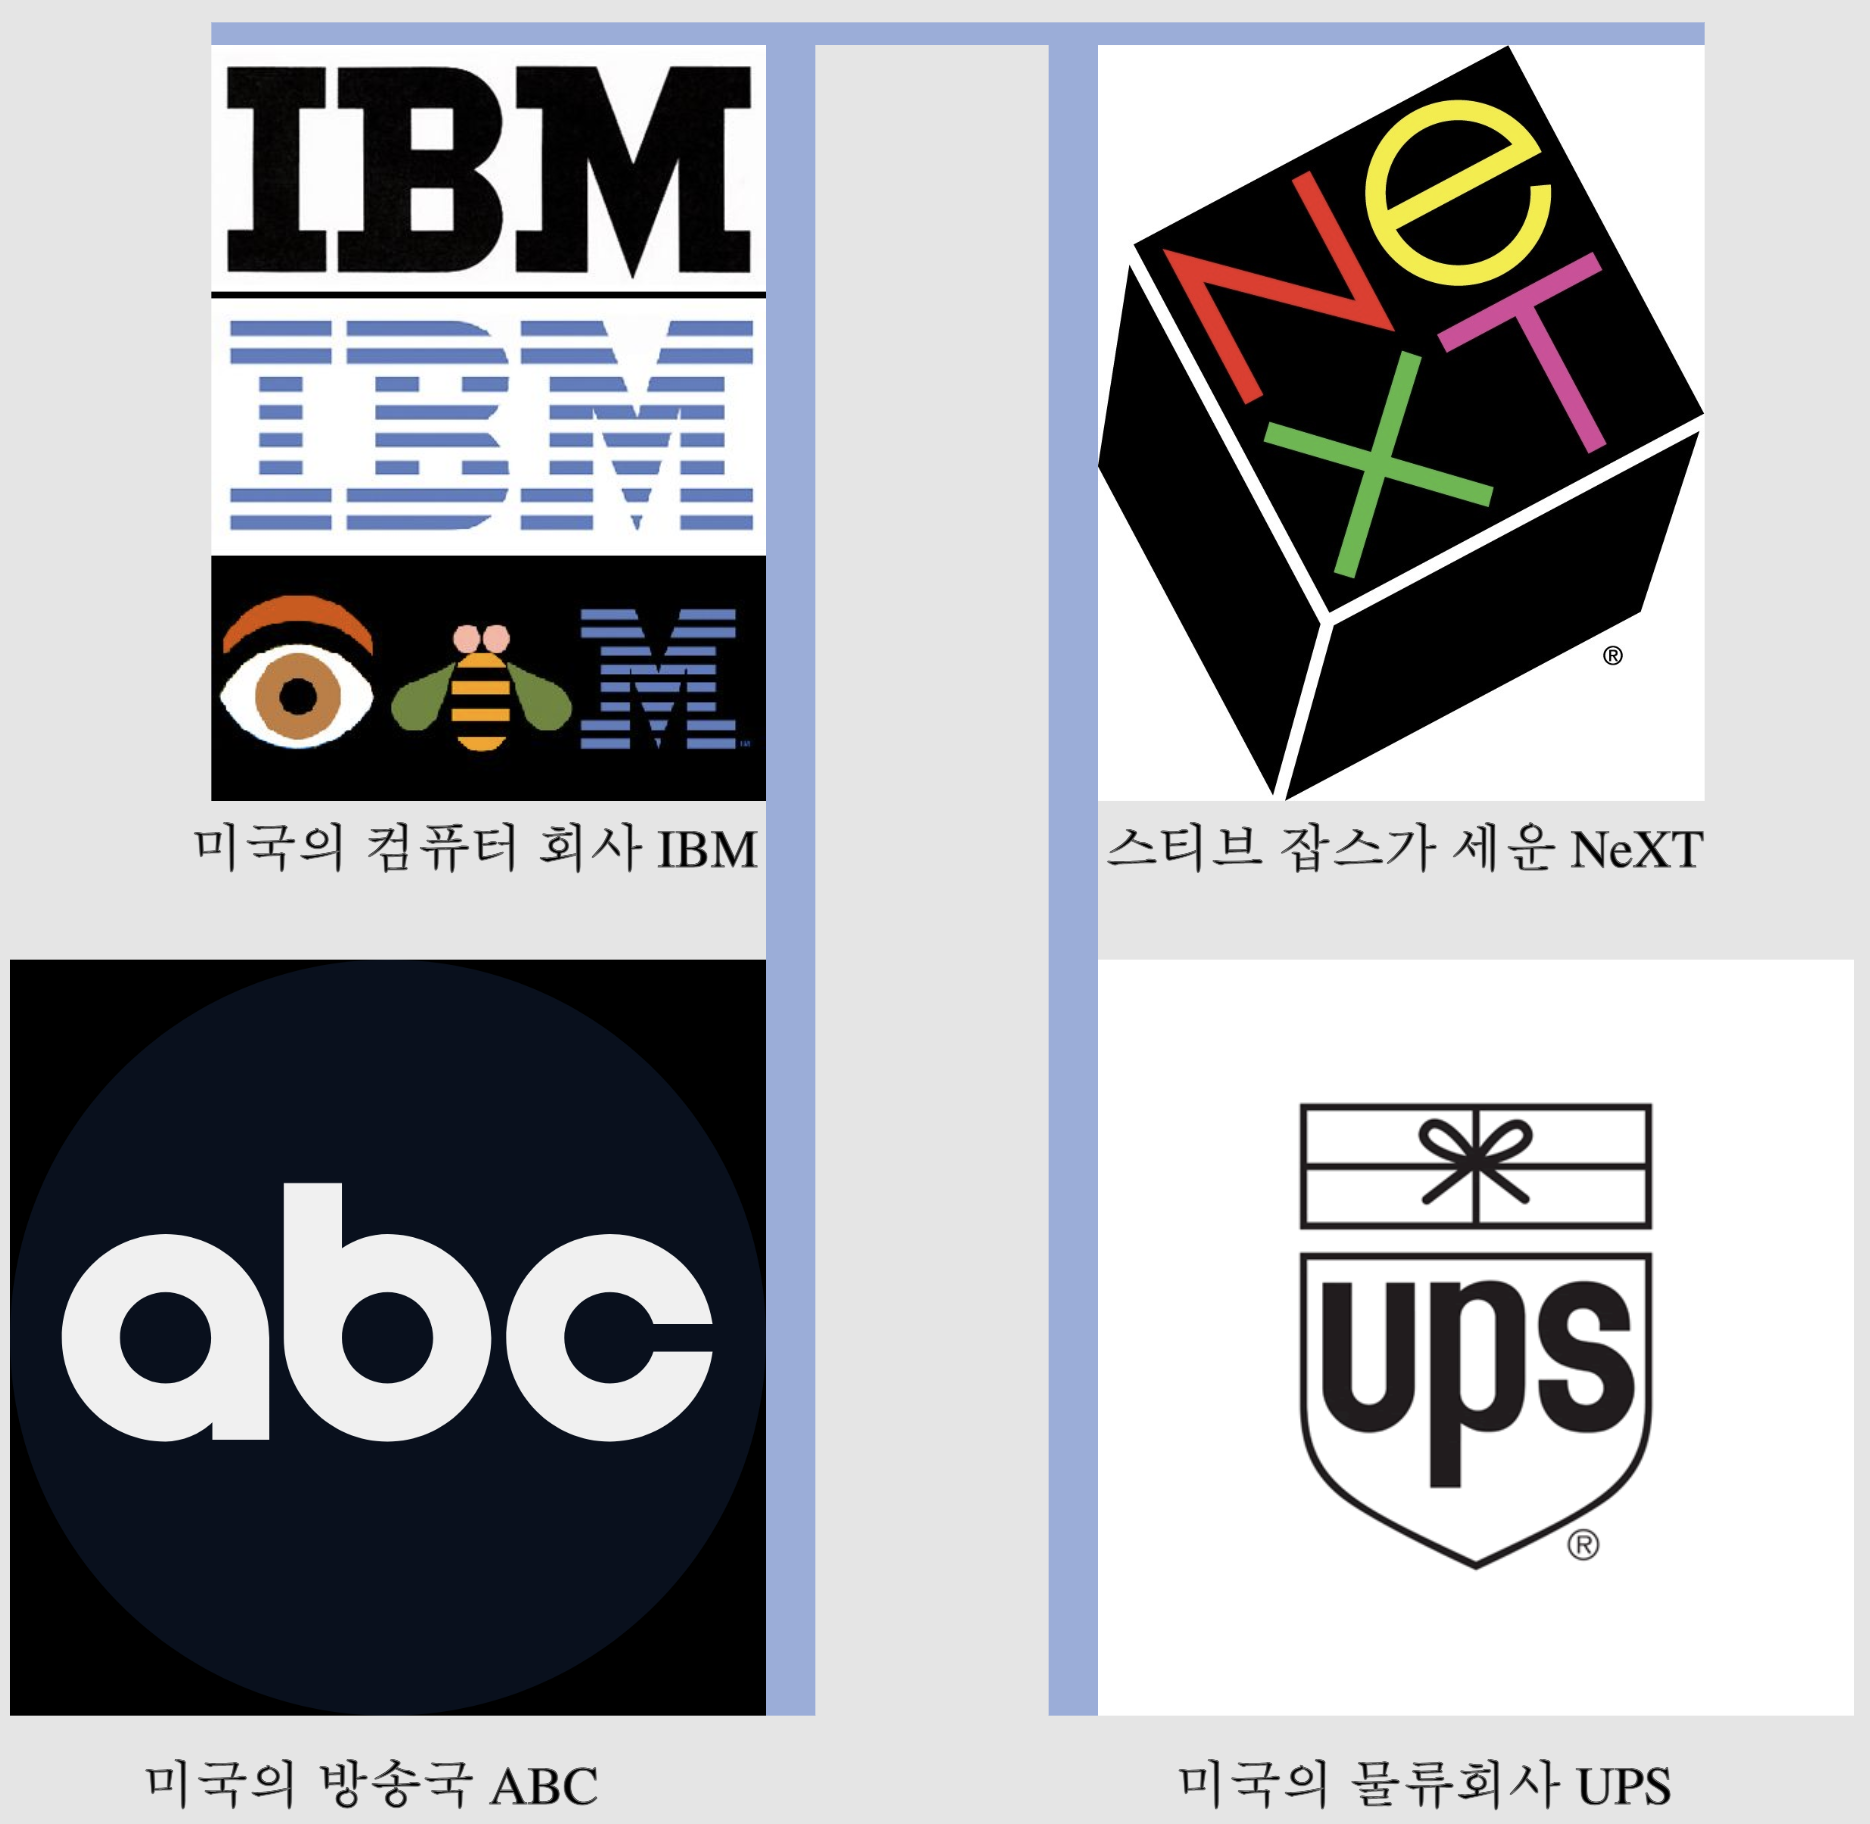 IBM
IBM
M
TM
미국의 컴퓨터 회사 IBM
NeXT
®
스티브 잡스가 세운 NeXT
abc
미국의 방송국 ABC
ups
®
미국의 물류회사 UPS